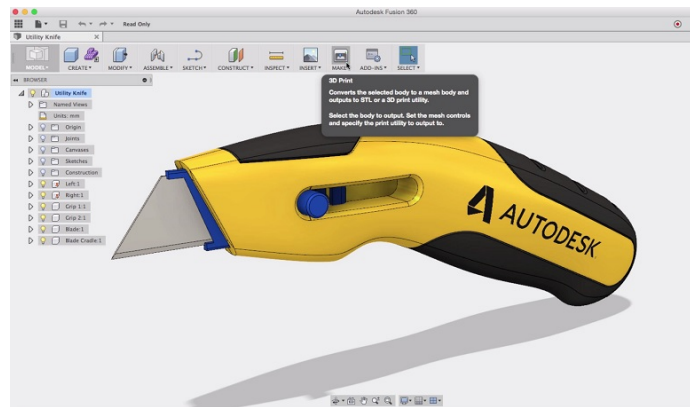 Autodesk Fusion 360
Read Only
Utility Knife
MODEL CREATE MODIFY ASSEMBLE SKETCH CONSTRUCT INSPECT INSERT MAKE ADD-INS SELECT
BROWSER
Utility Knife
Named Views
Units: mm
Origin
Joints
Canvases
Sketches
Construction
Left:1
Right:1
Grip 1:1
Grip 2:1
Blade:1
Blade Cradle:1
3D Print
Converts the selected body to a mesh body and
outputs to STL or a 3D print utility.
Select the body to output. Set the mesh controls
and specify the print utility to output to.
AUTODESK